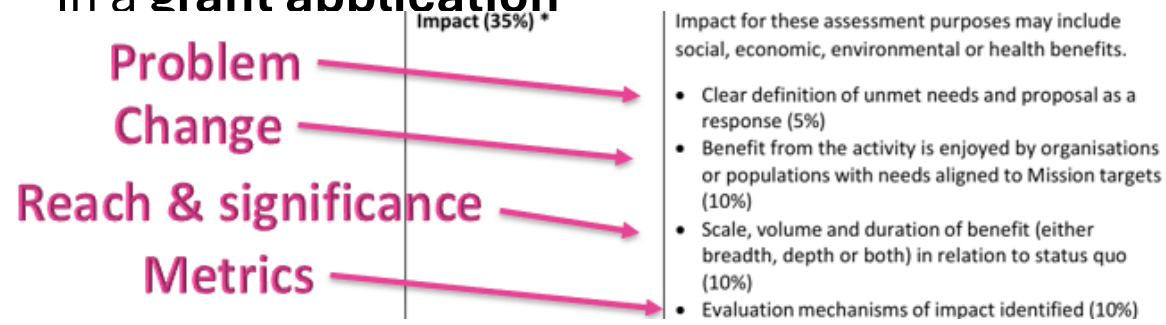 in a grant application
Impact (35%) *
Problem
Change
Reach & significance
Metrics
Impact for these assessment purposes may include
social, economic, environmental or health benefits.
• Clear definition of unmet needs and proposal as a
response (5%)
• Benefit from the activity is enjoyed by organisations
or populations with needs aligned to Mission targets
(10%)
• Scale, volume and duration of benefit (either
breadth, depth or both) in relation to status quo
(10%)
• Evaluation mechanisms of impact identified (10%)